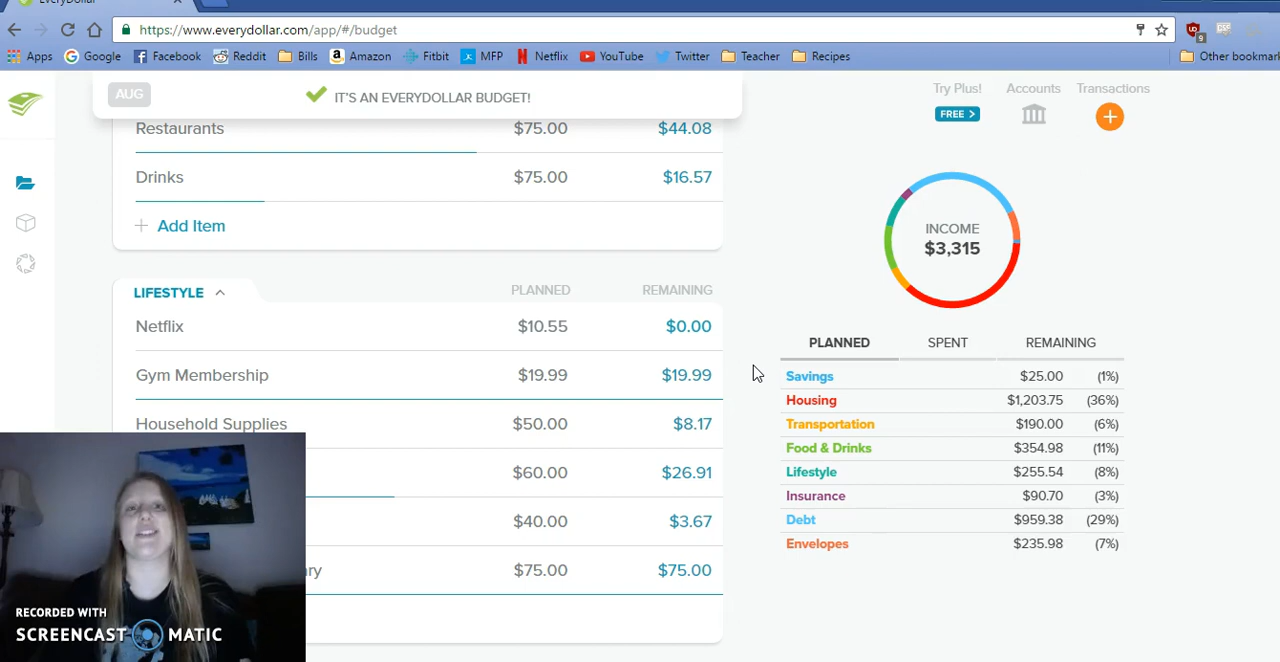 EveryDollar
https://www.everydollar.com/app/#/budget
Apps Google Facebook Reddit Bills Amazon Fitbit MFP Netflix YouTube Twitter Teacher Recipes Other bookmar
AUG IT'S AN EVERYDOLLAR BUDGET!
Try Plus! Accounts Transactions
FREE >
Restaurants $75.00 $44.08
Drinks $75.00 $16.57
+ Add Item
LIFESTYLE PLANNED REMAINING
Netflix $10.55 $0.00
Gym Membership $19.99 $19.99
Household Supplies $50.00 $8.17
$60.00 $26.91
$40.00 $3.67
ry $75.00 $75.00
INCOME
$3,315
PLANNED SPENT REMAINING
Savings $25.00 (1%)
Housing $1,203.75 (36%)
Transportation $190.00 (6%)
Food & Drinks $354.98 (11%)
Lifestyle $255.54 (8%)
Insurance $90.70 (3%)
Debt $959.38 (29%)
Envelopes $235.98 (7%)
RECORDED WITH
SCREENCAST MATIC